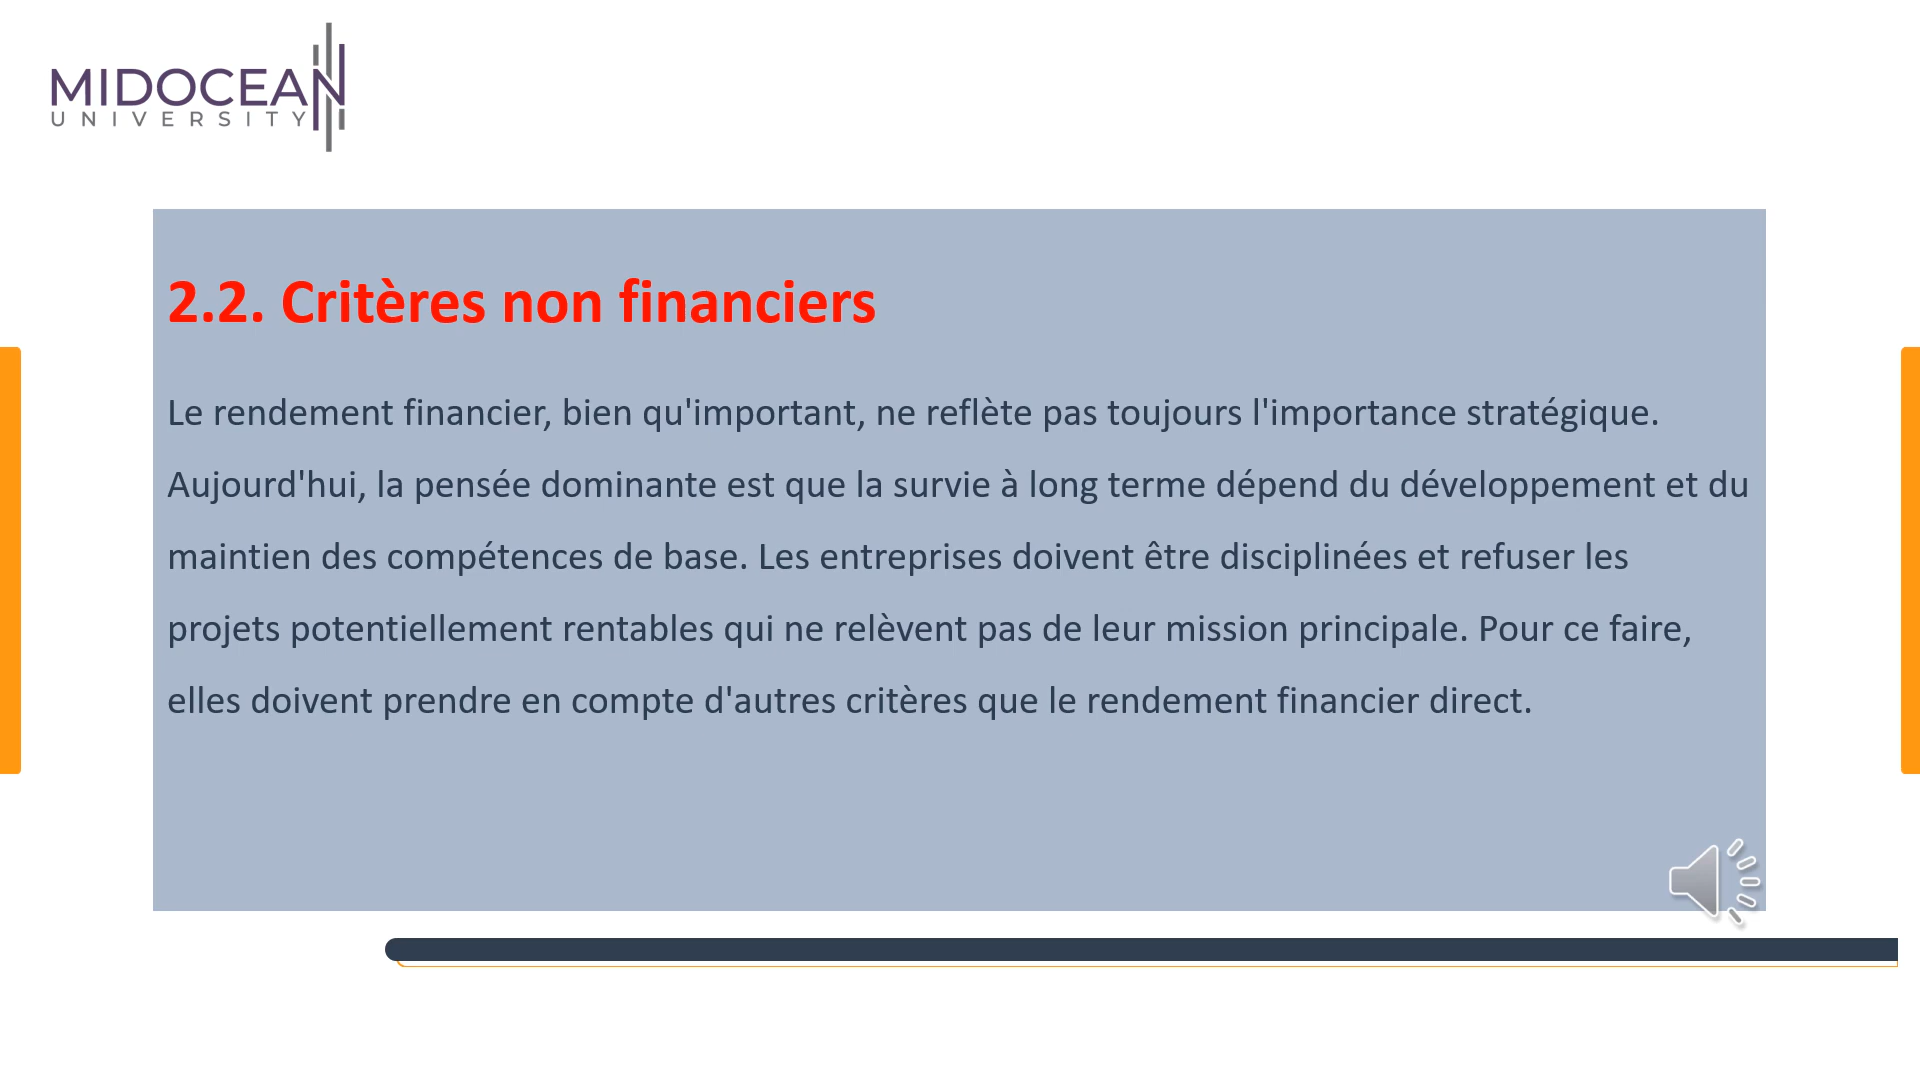 MIDOCEAN
UNIVERSITY
2.2. Critères non financiers
Le rendement financier, bien qu'important, ne reflète pas toujours l'importance stratégique.
Aujourd'hui, la pensée dominante est que la survie à long terme dépend du développement et du
maintien des compétences de base. Les entreprises doivent être disciplinées et refuser les
projets potentiellement rentables qui ne relèvent pas de leur mission principale. Pour ce faire,
elles doivent prendre en compte d'autres critères que le rendement financier direct.